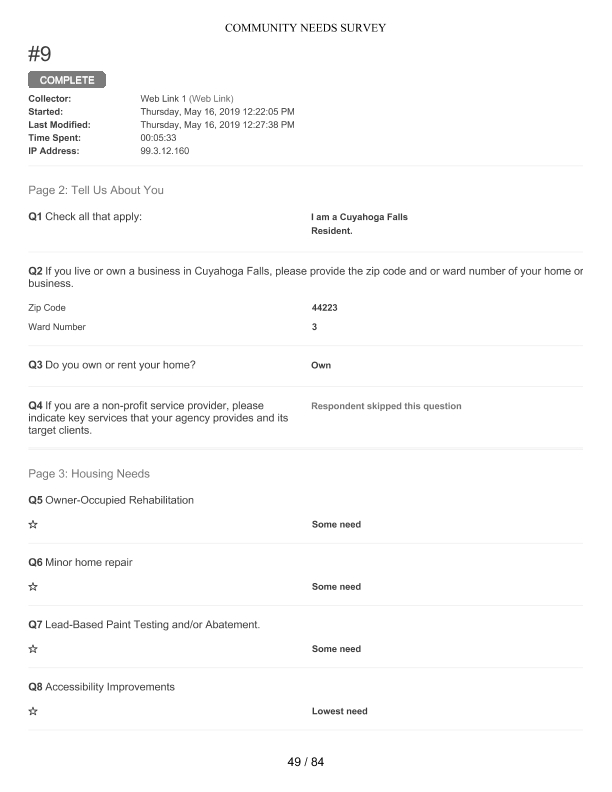 COMMUNITY NEEDS SURVEY
#9
COMPLETE
Collector: Web Link 1 (Web Link)
Started: Thursday, May 16, 2019 12:22:05 PM
Last Modified: Thursday, May 16, 2019 12:27:38 PM
Time Spent: 00:05:33
IP Address: 99.3.12.160
Page 2: Tell Us About You
Q1 Check all that apply: I am a Cuyahoga Falls
Resident.
Q2 If you live or own a business in Cuyahoga Falls, please provide the zip code and or ward number of your home or
business.
Zip Code 44223
Ward Number 3
Q3 Do you own or rent your home? Own
Q4 If you are a non-profit service provider, please Respondent skipped this question
indicate key services that your agency provides and its
target clients.
Page 3: Housing Needs
Q5 Owner-Occupied Rehabilitation
☆ Some need
Q6 Minor home repair
☆ Some need
Q7 Lead-Based Paint Testing and/or Abatement.
☆ Some need
Q8 Accessibility Improvements
☆ Lowest need
49 / 84